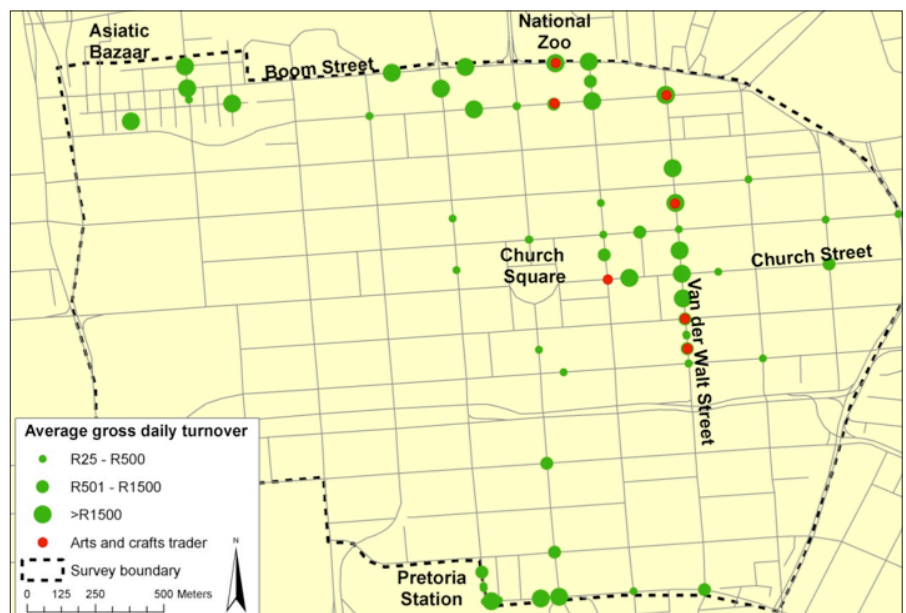 Asiatic
Bazaar
National
Zoo
Boom Street
Church
Square
Church Street
Van der Walt Street
Average gross daily turnover
R25 - R500
R501 - R1500
>R1500
Arts and crafts trader
Survey boundary
N
0 125 250 500 Meters
Pretoria
Station